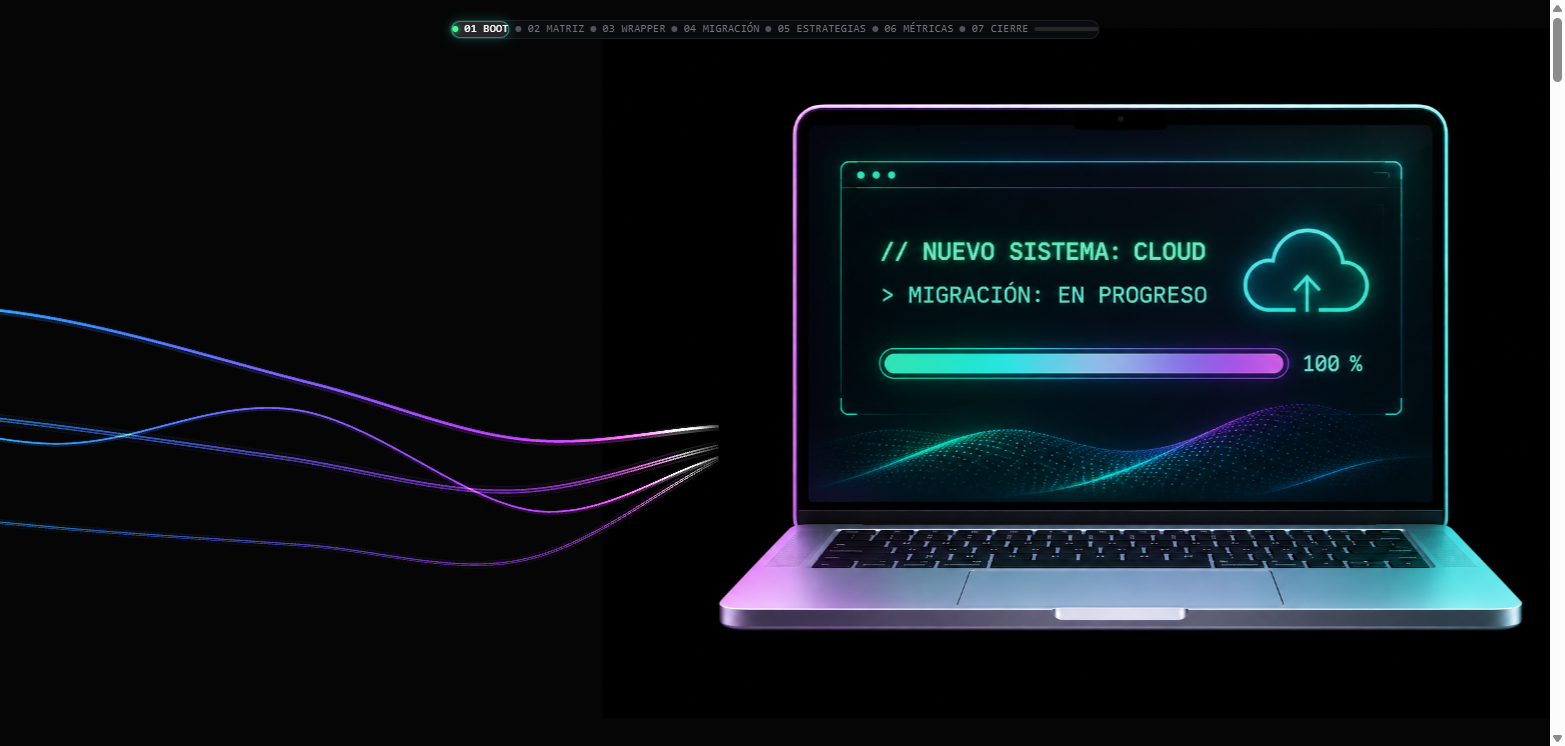 01 BOOT 02 MATRIZ 03 WRAPPER 04 MIGRACIÓN 05 ESTRATEGIAS 06 MÉTRICAS 07 CIERRE
// NUEVO SISTEMA: CLOUD
> MIGRACIÓN: EN PROGRESO
100 %